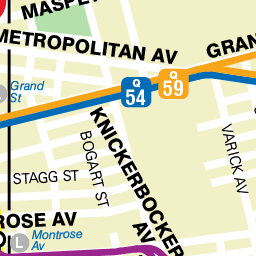 MASPE
METROPOLITAN AV
GRAN
Grand
St
Q
54
Q
59
KNICKERBOCKER
AV
BOGART ST
VARICK AV
STAGG ST
ROSE AV
L
Montrose
Av